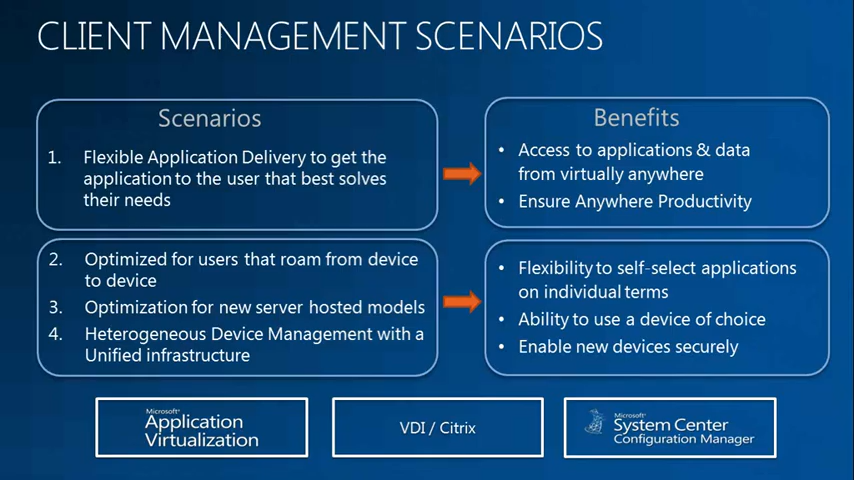 CLIENT MANAGEMENT SCENARIOS
Scenarios
1. Flexible Application Delivery to get the
application to the user that best solves
their needs
Benefits
• Access to applications & data
from virtually anywhere
• Ensure Anywhere Productivity
2. Optimized for users that roam from device
to device
3. Optimization for new server hosted models
4. Heterogeneous Device Management with a
Unified infrastructure
• Flexibility to self-select applications
on individual terms
• Ability to use a device of choice
• Enable new devices securely
Microsoft®
Application
Virtualization
VDI / Citrix
Microsoft®
System Center
Configuration Manager